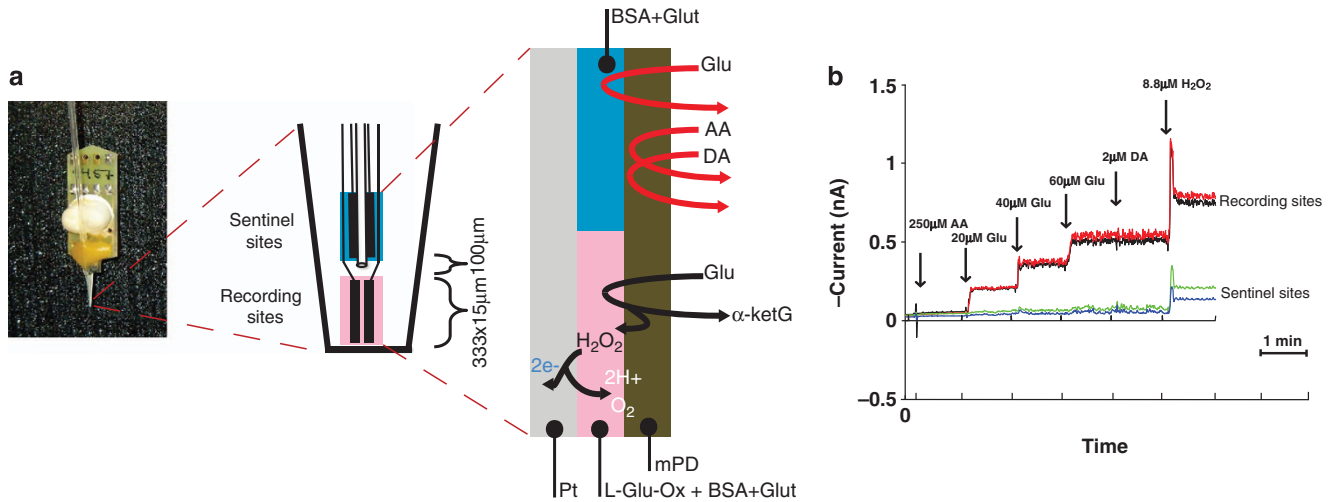 a
Sentinel
sites
Recording
sites
100µm
333x15µm
BSA+Glut
Glu
AA
DA
Glu
α-ketG
H₂O₂
2e-
2H+
O₂
mPD
Pt
L-Glu-Ox + BSA+Glut
b
1.5
1
0.5
0
–0.5
–Current (nA)
250µM AA
20µM Glu
40µM Glu
60µM Glu
2µM DA
8.8µM H₂O₂
Recording sites
Sentinel sites
1 min
0
Time